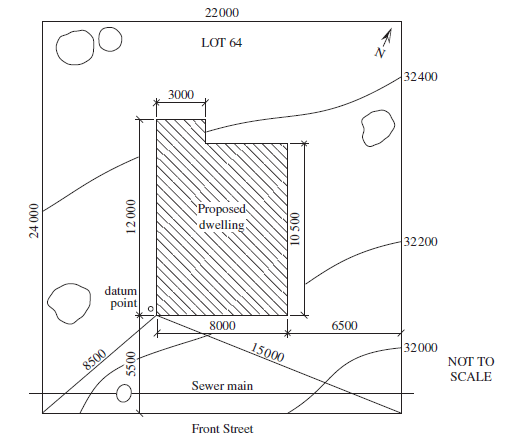 22000
LOT 64
N
32400
3000
Proposed
dwelling
12 000
10 500
24 000
32200
datum
point
8000
6500
8500
5500
15000
32000
NOT TO
SCALE
Sewer main
Front Street